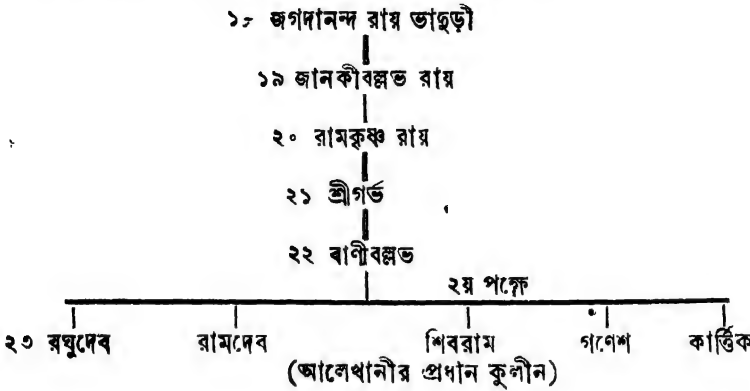 ১৮ জগদানন্দ রায় ভাদুড়ী
১৯ জানকীবল্লভ রায়
২০ রামকৃষ্ণ রায়
২১ শ্রীগর্ভ
২২ বাণীবল্লভ
২য় পক্ষে
২৩ রঘুদেব রামদেব শিবরাম গণেশ কার্ত্তিক
(আলেখানীর প্রধান কুলীন)